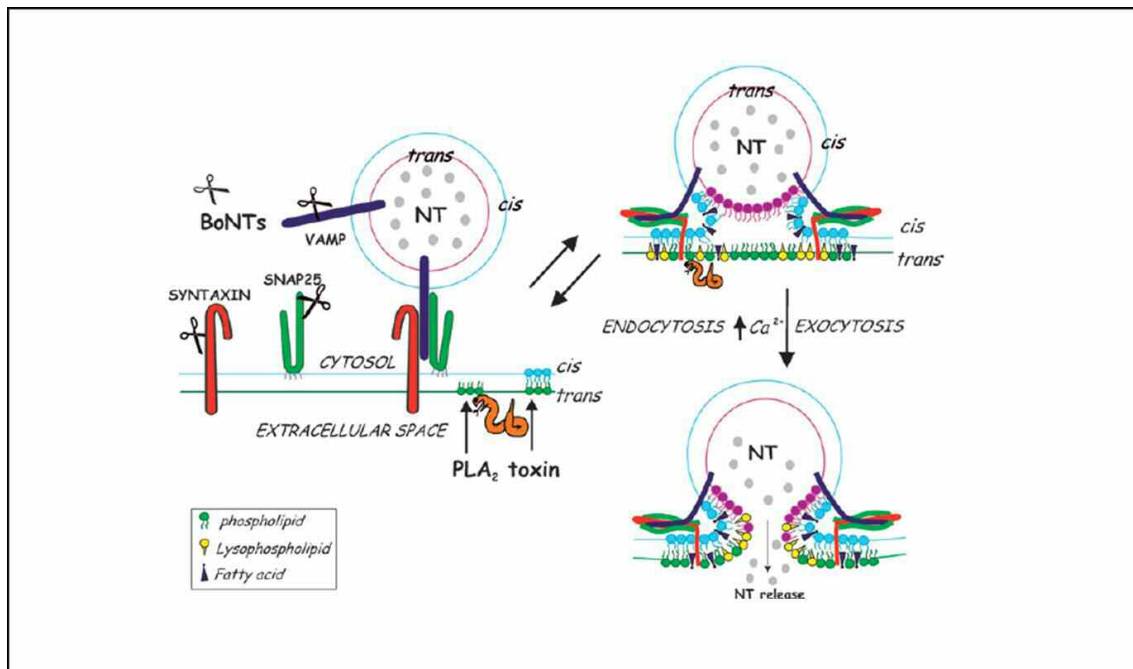 trans
NT
cis
BoNTs
VAMP
SNAP25
SYNTAXIN
CYTOSOL
cis
trans
EXTRACELLULAR SPACE
PLA₂ toxin
phospholipid
Lysophospholipid
Fatty acid
trans
NT
cis
cis
trans
ENDOCYTOSIS Ca²⁻ EXOCYTOSIS
NT
NT release